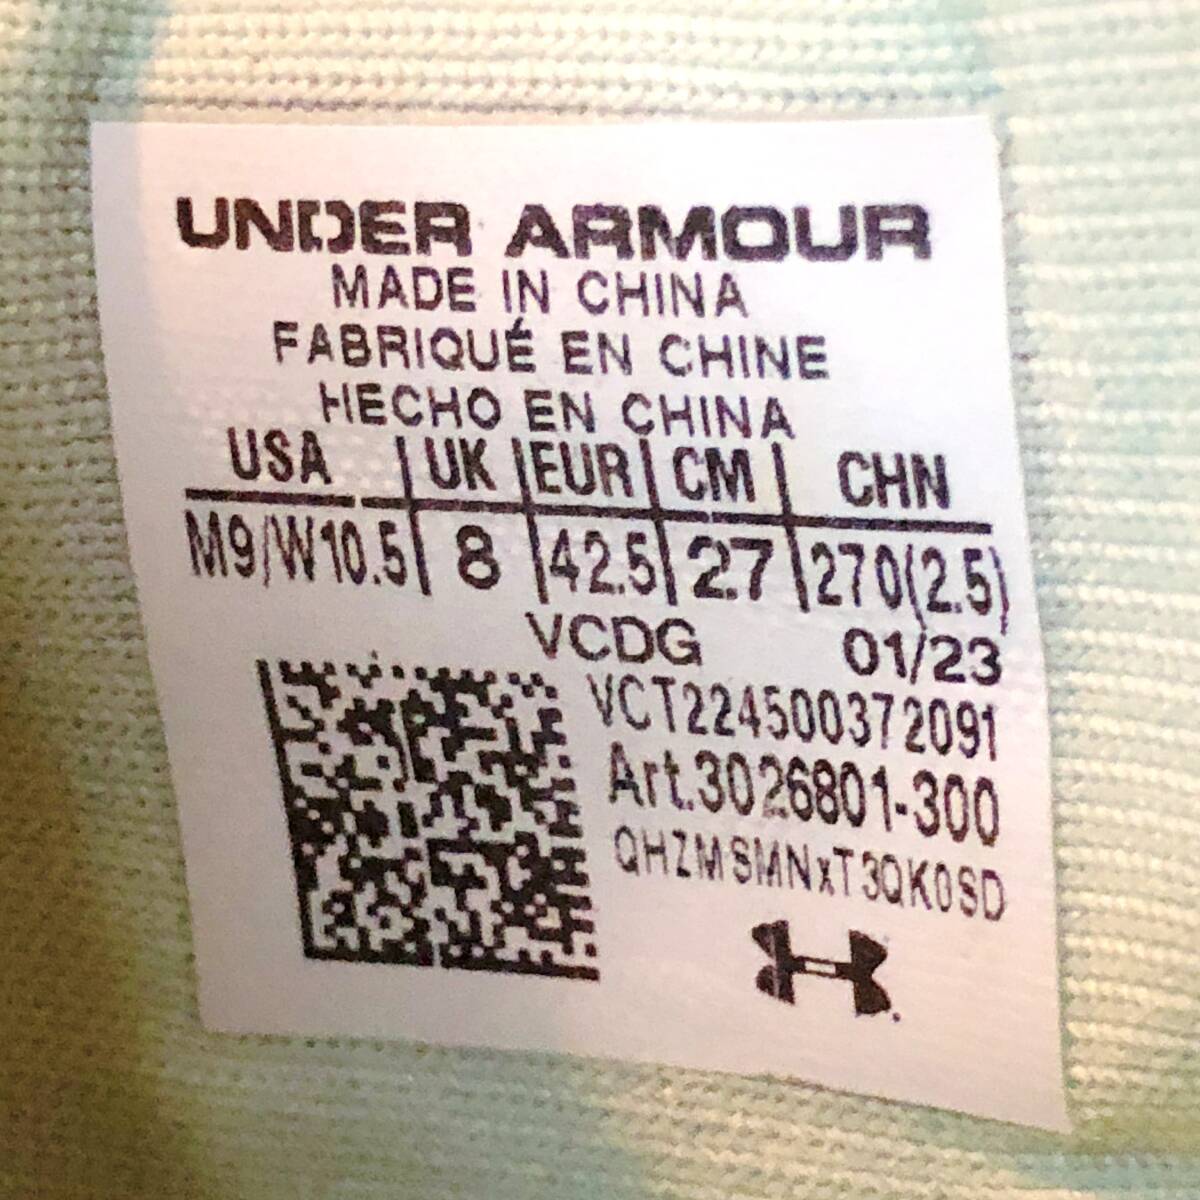 UNDER ARMOUR
MADE IN CHINA
FABRIQUÉ EN CHINE
HECHO EN CHINA
USA | UK | EUR | CM | CHN
M9/W10.5 | 8 | 42.5 | 27 | 270(2.5)
VCDG 01/23
VCT224500372091
Art.3026801-300
QHZMSMNxT3QK0SD